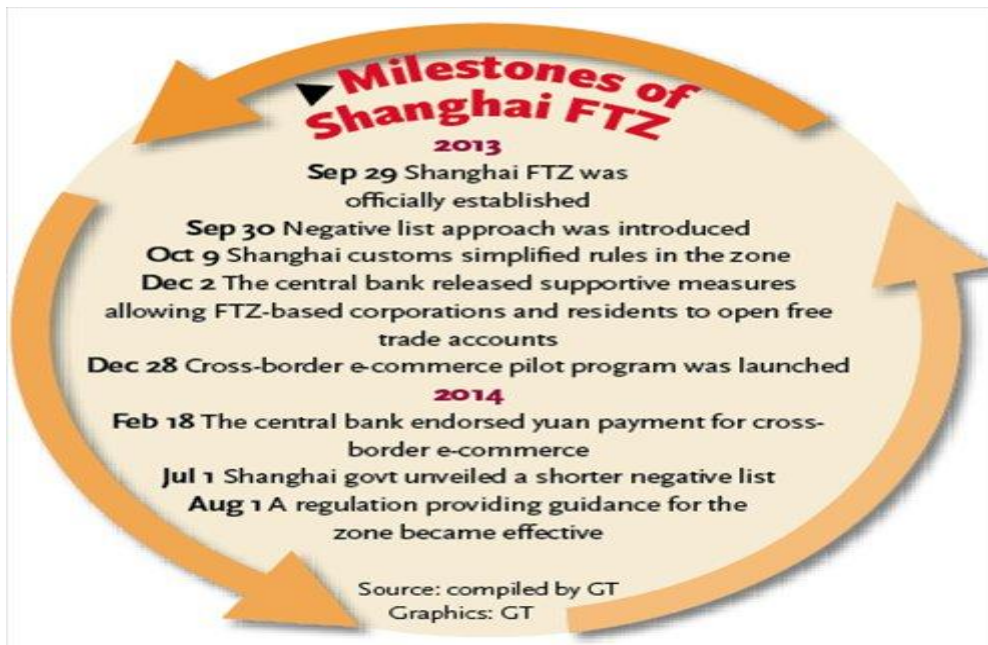 Milestones of
Shanghai FTZ
2013
Sep 29 Shanghai FTZ was
officially established
Sep 30 Negative list approach was introduced
Oct 9 Shanghai customs simplified rules in the zone
Dec 2 The central bank released supportive measures
allowing FTZ-based corporations and residents to open free
trade accounts
Dec 28 Cross-border e-commerce pilot program was launched
2014
Feb 18 The central bank endorsed yuan payment for cross-
border e-commerce
Jul 1 Shanghai govt unveiled a shorter negative list
Aug 1 A regulation providing guidance for the
zone became effective
Source: compiled by GT
Graphics: GT